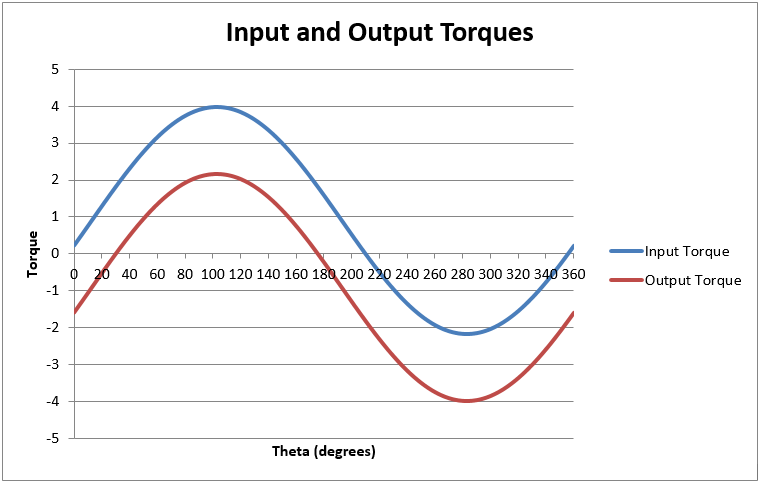 Input and Output Torques
5
4
3
2
1
0
-1
-2
-3
-4
-5
Torque
0 20 40 60 80 100 120 140 160 180 200 220 240 260 280 300 320 340 360
Theta (degrees)
Input Torque
Output Torque